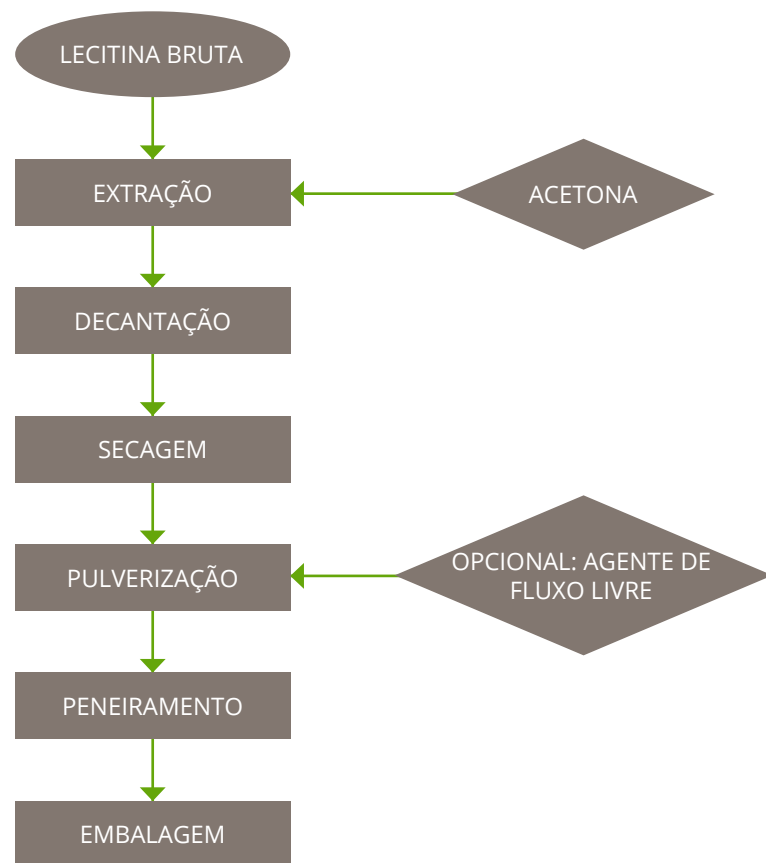 LECITINA BRUTA
EXTRAÇÃO
ACETONA
DECANTAÇÃO
SECAGEM
PULVERIZAÇÃO
OPCIONAL: AGENTE DE
FLUXO LIVRE
PENEIRAMENTO
EMBALAGEM